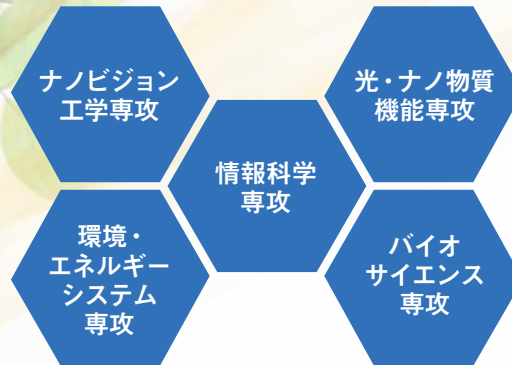 ナノビジョン
工学専攻
光・ナノ物質
機能専攻
情報科学
専攻
環境・
エネルギー
システム
専攻
バイオ
サイエンス
専攻